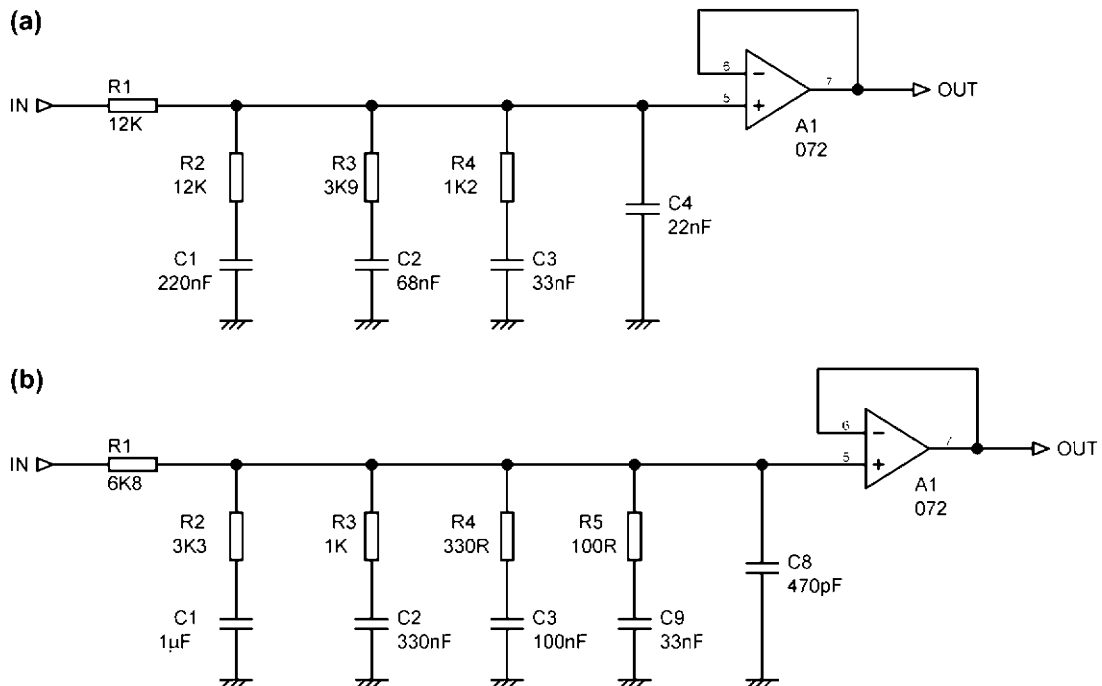 (a)
IN
R1
12K
R2
12K
C1
220nF
R3
3K9
C2
68nF
R4
1K2
C3
33nF
C4
22nF
6
5
7
A1
072
OUT
(b)
IN
R1
6K8
R2
3K3
C1
1µF
R3
1K
C2
330nF
R4
330R
C3
100nF
R5
100R
C9
33nF
C8
470pF
6
5
7
A1
072
OUT